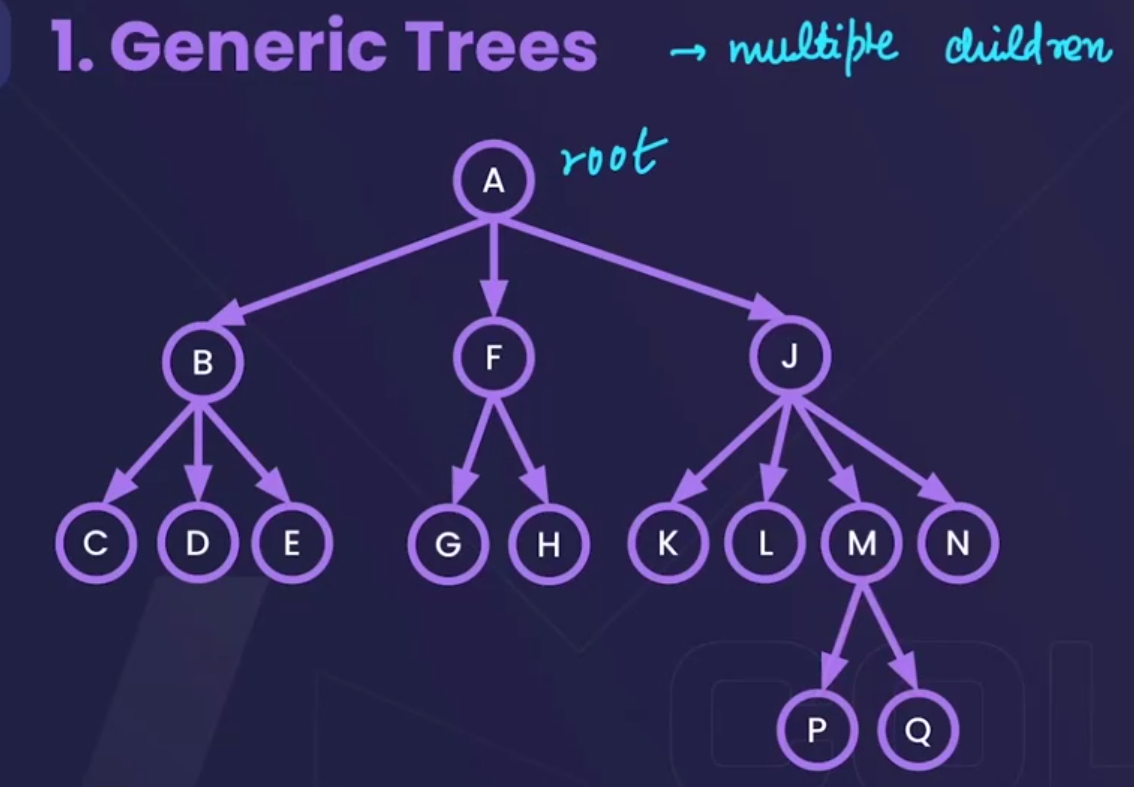 1. Generic Trees → multiple children
A root
B F J
C D E G H K L M N
P Q